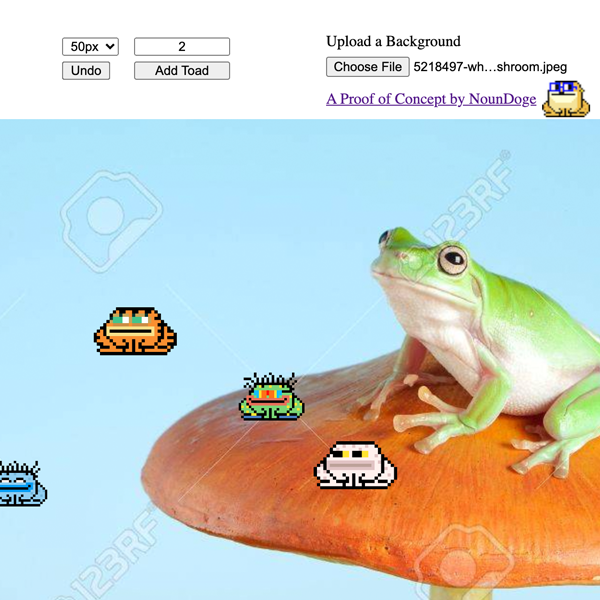 50px
2
Undo
Add Toad
Upload a Background
Choose File 5218497-wh…shroom.jpeg
A Proof of Concept by NounDoge
123RF®
123RF
123RF